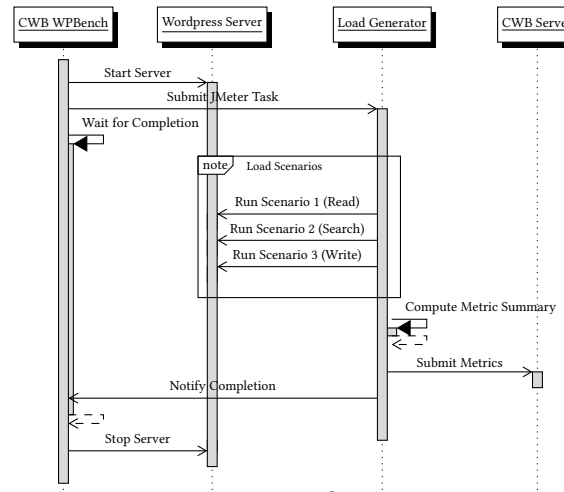 CWB WPBench
Wordpress Server
Load Generator
CWB Serve
Start Server
Submit JMeter Task
Wait for Completion
note
Load Scenarios
Run Scenario 1 (Read)
Run Scenario 2 (Search)
Run Scenario 3 (Write)
Compute Metric Summary
Submit Metrics
Notify Completion
Stop Server